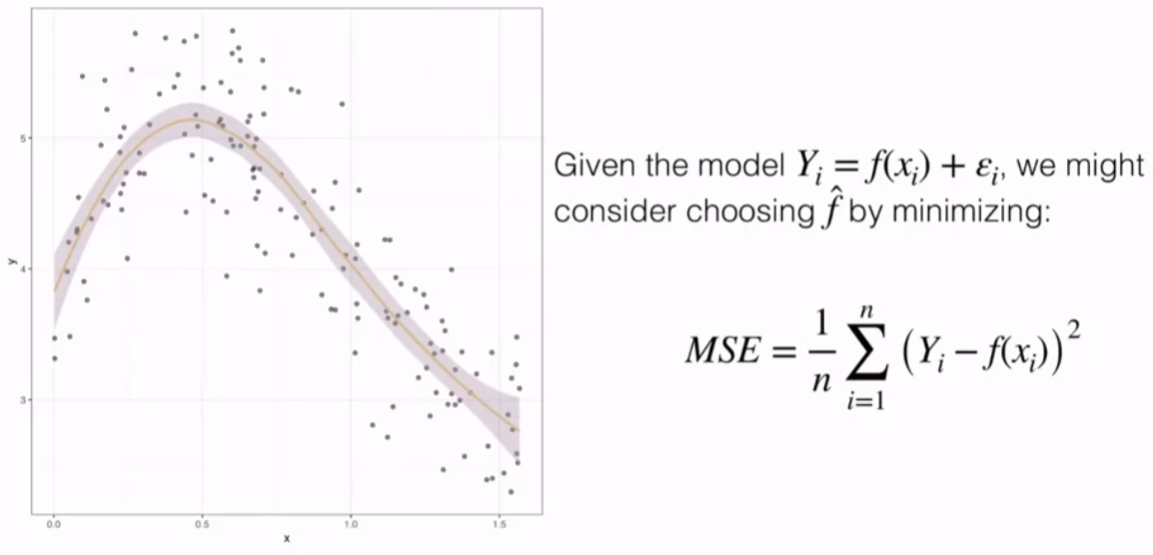 5
4
3
y
0.0 0.5 1.0 1.5
x
Given the model Yᵢ = f(xᵢ) + εᵢ, we might
consider choosing f̂ by minimizing:
MSE = 1/n ∑ᵢ₌₁ⁿ (Yᵢ − f(xᵢ))²